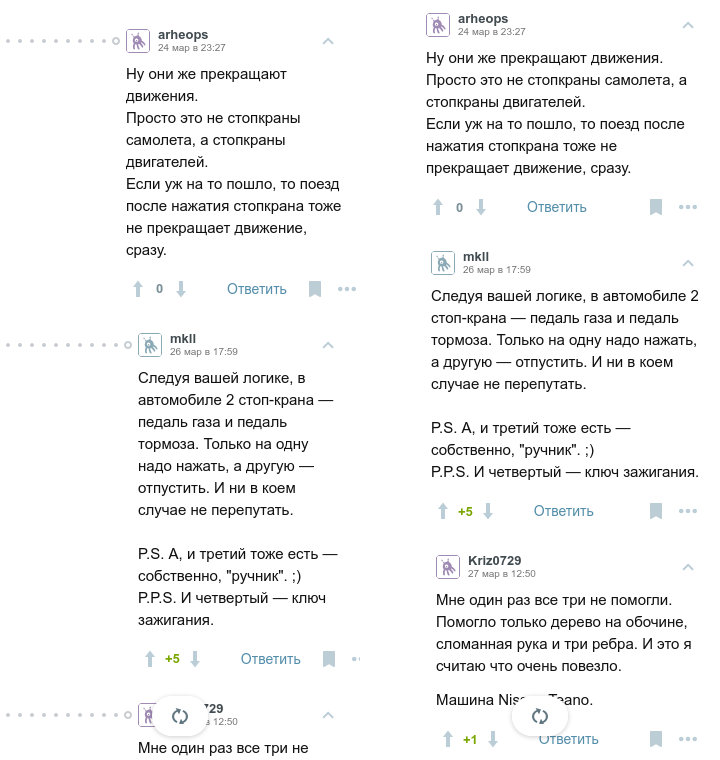 arheops
24 мар в 23:27
Ну они же прекращают
движения.
Просто это не стопкраны
самолета, а стопкраны
двигателей.
Если уж на то пошло, то поезд
после нажатия стопкрана тоже
не прекращает движение,
сразу.
0
Ответить
mkll
26 мар в 17:59
Следуя вашей логике, в
автомобиле 2 стоп-крана —
педаль газа и педаль
тормоза. Только на одну
надо нажать, а другую —
отпустить. И ни в коем
случае не перепутать.
P.S. А, и третий тоже есть —
собственно, "ручник". ;)
P.P.S. И четвертый — ключ
зажигания.
+5
Ответить
729
в 12:50
Мне один раз все три не
arheops
24 мар в 23:27
Ну они же прекращают движения.
Просто это не стопкраны самолета, а
стопкраны двигателей.
Если уж на то пошло, то поезд после
нажатия стопкрана тоже не
прекращает движение, сразу.
0
Ответить
mkll
26 мар в 17:59
Следуя вашей логике, в автомобиле 2
стоп-крана — педаль газа и педаль
тормоза. Только на одну надо нажать,
а другую — отпустить. И ни в коем
случае не перепутать.
P.S. А, и третий тоже есть —
собственно, "ручник". ;)
P.P.S. И четвертый — ключ зажигания.
+5
Ответить
Kriz0729
27 мар в 12:50
Мне один раз все три не помогли.
Помогло только дерево на обочине,
сломанная рука и три ребра. И это я
считаю что очень повезло.
Машина Teano.
+1
Ответить